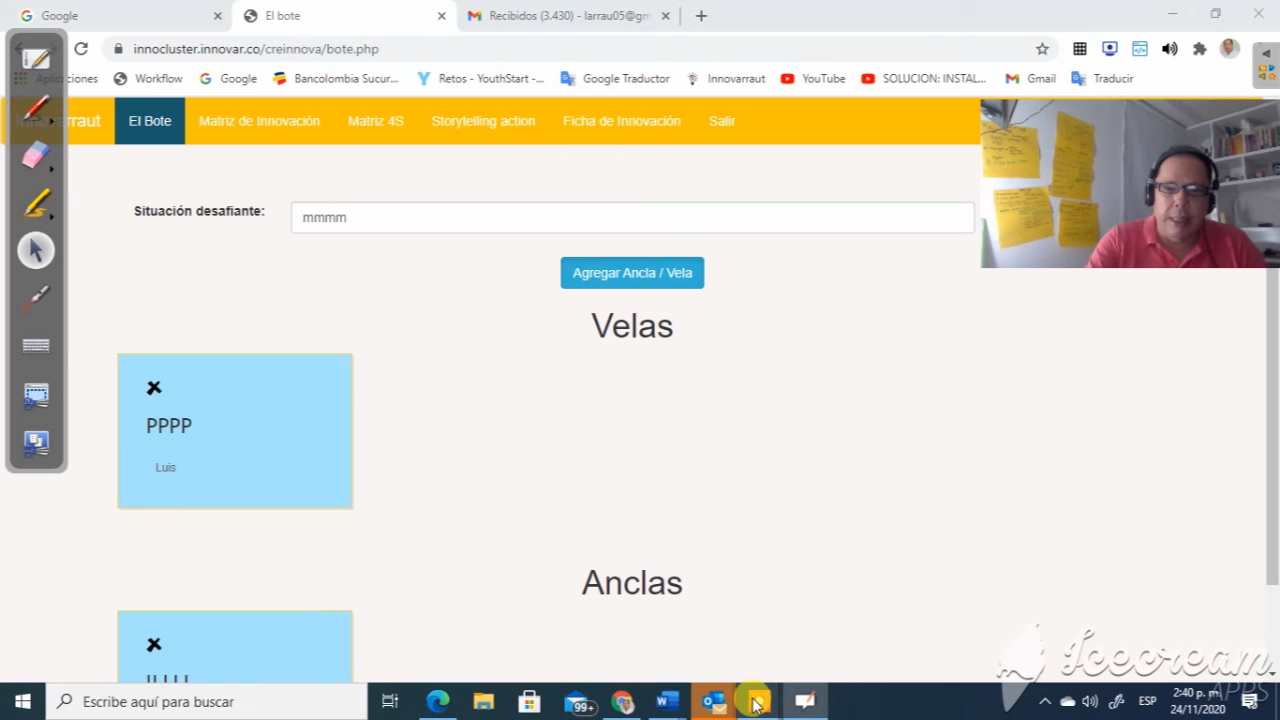 Google
El bote
Recibidos (3.430) - larrau05@gm
innocluster.innovar.co/creinnova/bote.php
Aplicaciones
Workflow
Google
Bancolombia Sucur...
Retos - YouthStart -...
Google Traductor
Innovarraut
YouTube
SOLUCION: INSTAL...
Gmail
Traducir
El Bote
Matriz de Innovación
Matriz 4S
Storytelling action
Ficha de Innovación
Salir
Situación desafiante:
mmmm
Agregar Ancla / Vela
Velas
PPPP
Luis
Anclas
Icecream
APPS
Escribe aquí para buscar
99+
ESP
2:40 p. m.
24/11/2020